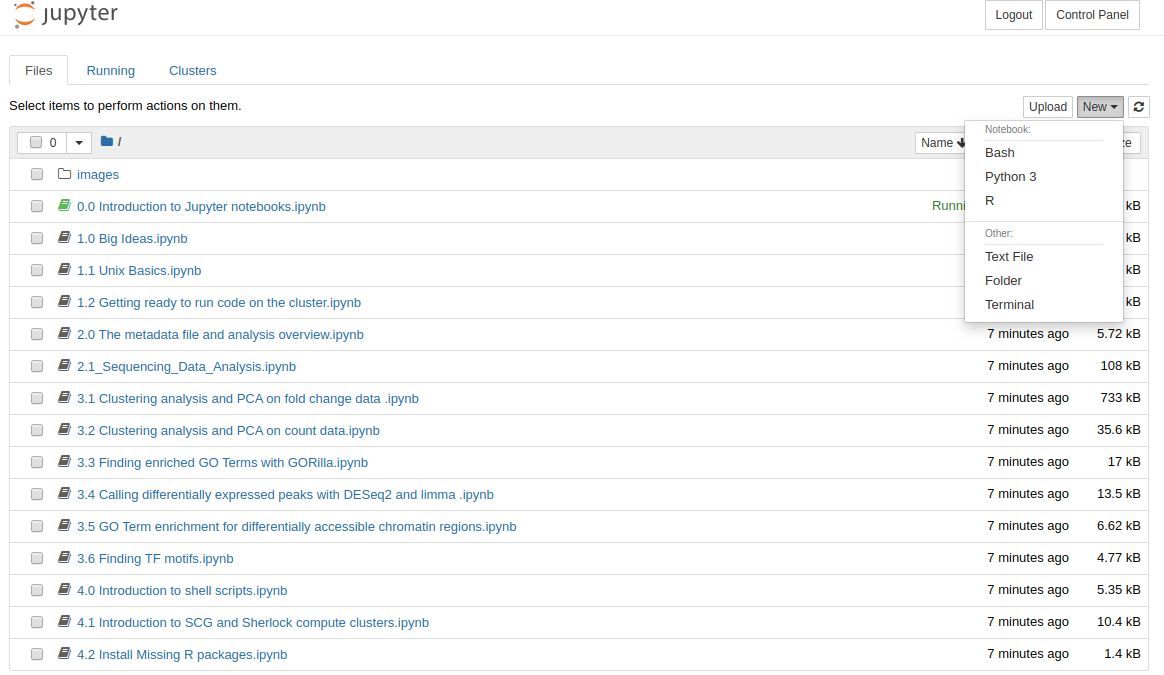 jupyter
Logout Control Panel
Files Running Clusters
Select items to perform actions on them.
Upload New
0 / Name ze
Notebook:
Bash
Python 3
R
Other:
Text File
Folder
Terminal
images
0.0 Introduction to Jupyter notebooks.ipynb Runni kB
1.0 Big Ideas.ipynb kB
1.1 Unix Basics.ipynb kB
1.2 Getting ready to run code on the cluster.ipynb kB
2.0 The metadata file and analysis overview.ipynb 7 minutes ago 5.72 kB
2.1_Sequencing_Data_Analysis.ipynb 7 minutes ago 108 kB
3.1 Clustering analysis and PCA on fold change data .ipynb 7 minutes ago 733 kB
3.2 Clustering analysis and PCA on count data.ipynb 7 minutes ago 35.6 kB
3.3 Finding enriched GO Terms with GORilla.ipynb 7 minutes ago 17 kB
3.4 Calling differentially expressed peaks with DESeq2 and limma .ipynb 7 minutes ago 13.5 kB
3.5 GO Term enrichment for differentially accessible chromatin regions.ipynb 7 minutes ago 6.62 kB
3.6 Finding TF motifs.ipynb 7 minutes ago 4.77 kB
4.0 Introduction to shell scripts.ipynb 7 minutes ago 5.35 kB
4.1 Introduction to SCG and Sherlock compute clusters.ipynb 7 minutes ago 10.4 kB
4.2 Install Missing R packages.ipynb 7 minutes ago 1.4 kB